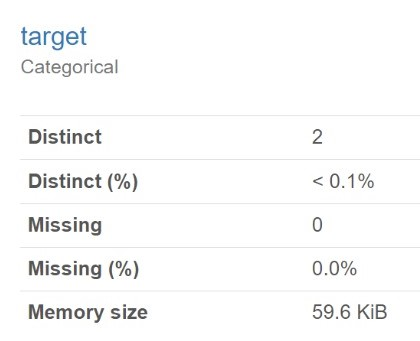 target
Categorical
Distinct 2
Distinct (%) < 0.1%
Missing 0
Missing (%) 0.0%
Memory size 59.6 KiB